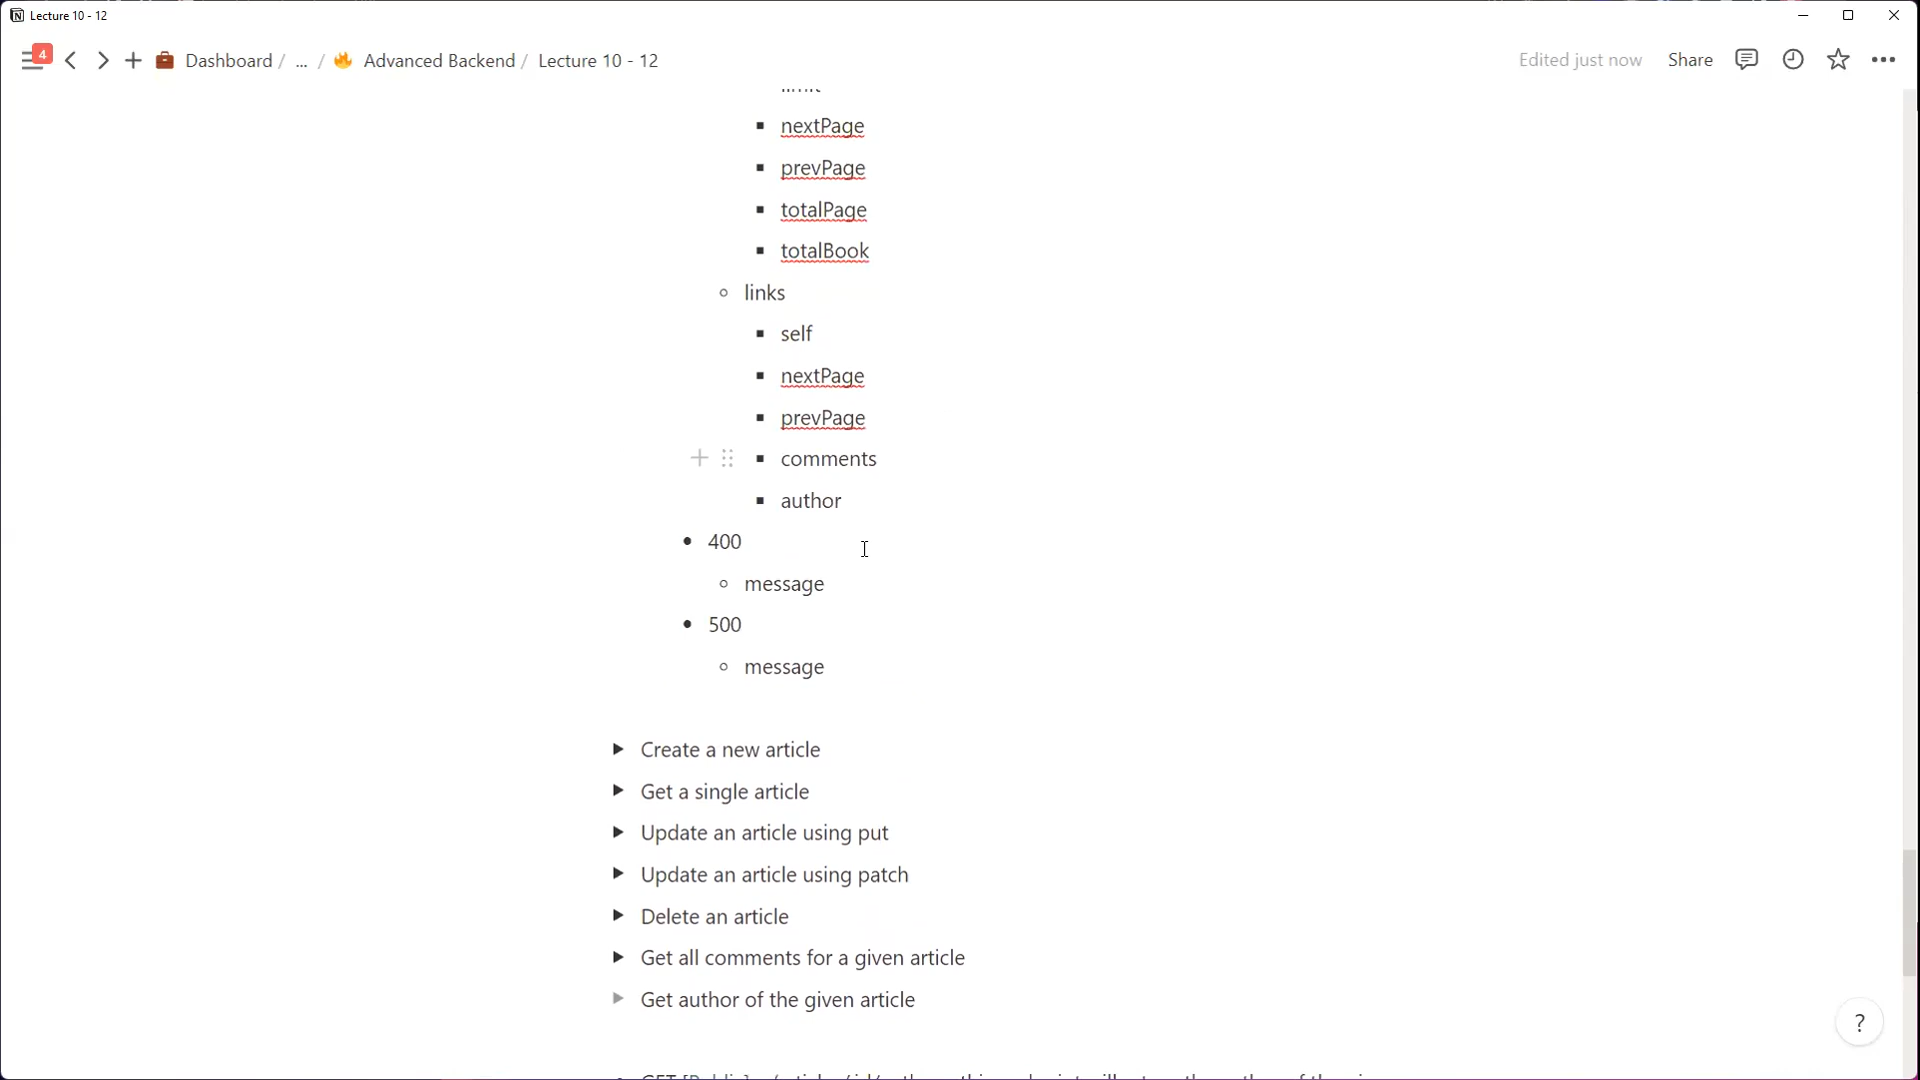 Lecture 10 - 12
4
Dashboard / ... / Advanced Backend / Lecture 10 - 12
Edited just now Share
limit
nextPage
prevPage
totalPage
totalBook
links
self
nextPage
prevPage
comments
author
400
message
500
message
Create a new article
Get a single article
Update an article using put
Update an article using patch
Delete an article
Get all comments for a given article
Get author of the given article
?